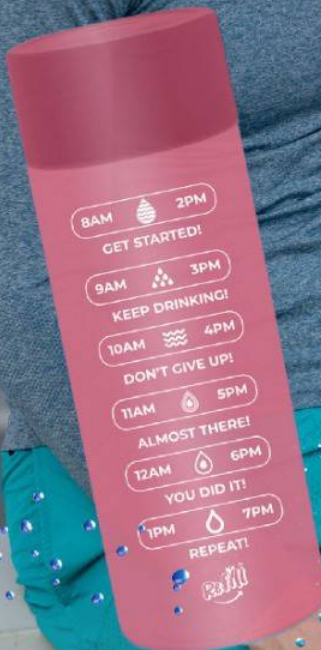 8AM 2PM
GET STARTED!
9AM 3PM
KEEP DRINKING!
10AM 4PM
DON'T GIVE UP!
11AM 5PM
ALMOST THERE!
12AM 6PM
YOU DID IT!
1PM 7PM
REPEAT!
Refill